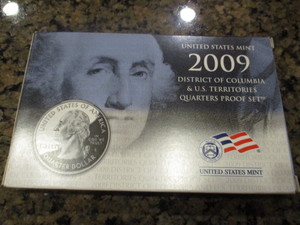 UNITED STATES MINT
2009
DISTRICT OF COLUMBIA
& U.S. TERRITORIES
QUARTERS PROOF SET™
UNITED STATES OF AMERICA
QUARTER DOLLAR
UNITED STATES MINT